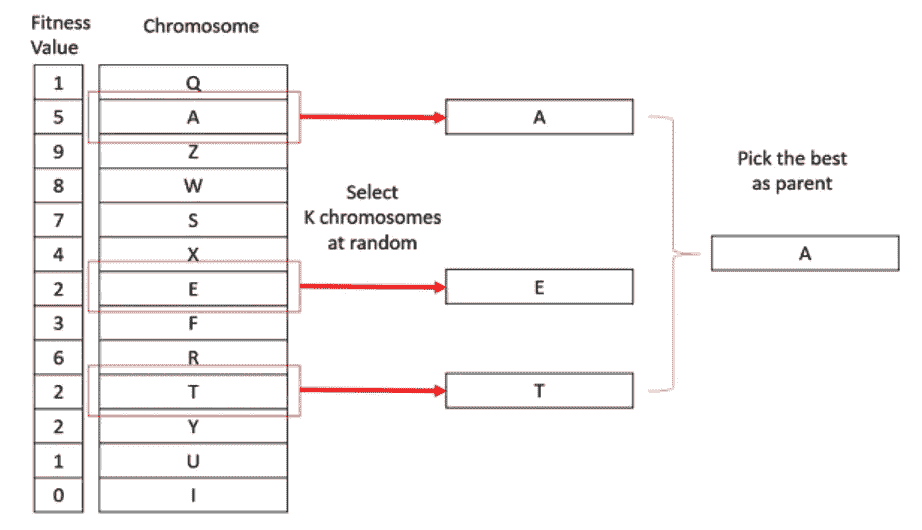 Fitness
Value
Chromosome
1 Q
5 A
9 Z
8 W
7 S
4 X
2 E
3 F
6 R
2 T
2 Y
1 U
0 I
Select
K chromosomes
at random
A
E
T
Pick the best
as parent
A